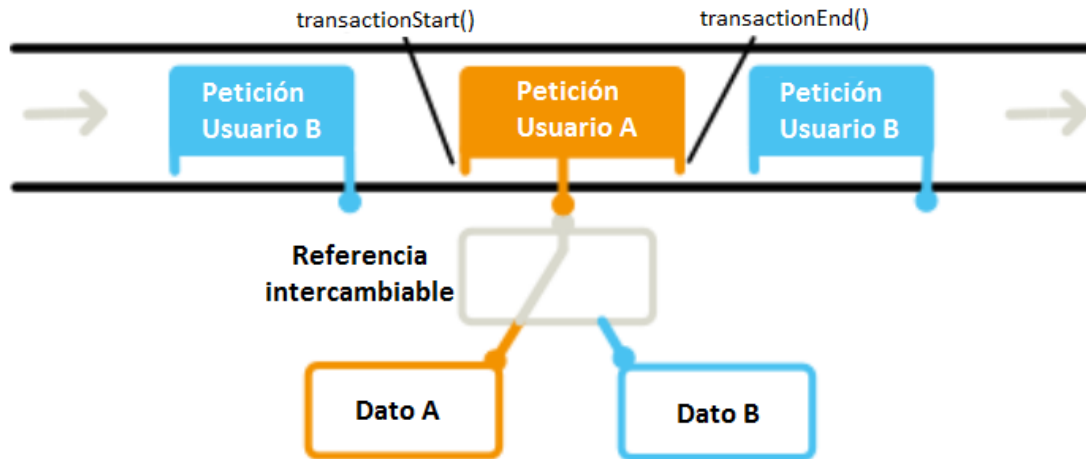 transactionStart()
transactionEnd()
Petición
Usuario B
Petición
Usuario A
Petición
Usuario B
Referencia
intercambiable
Dato A
Dato B